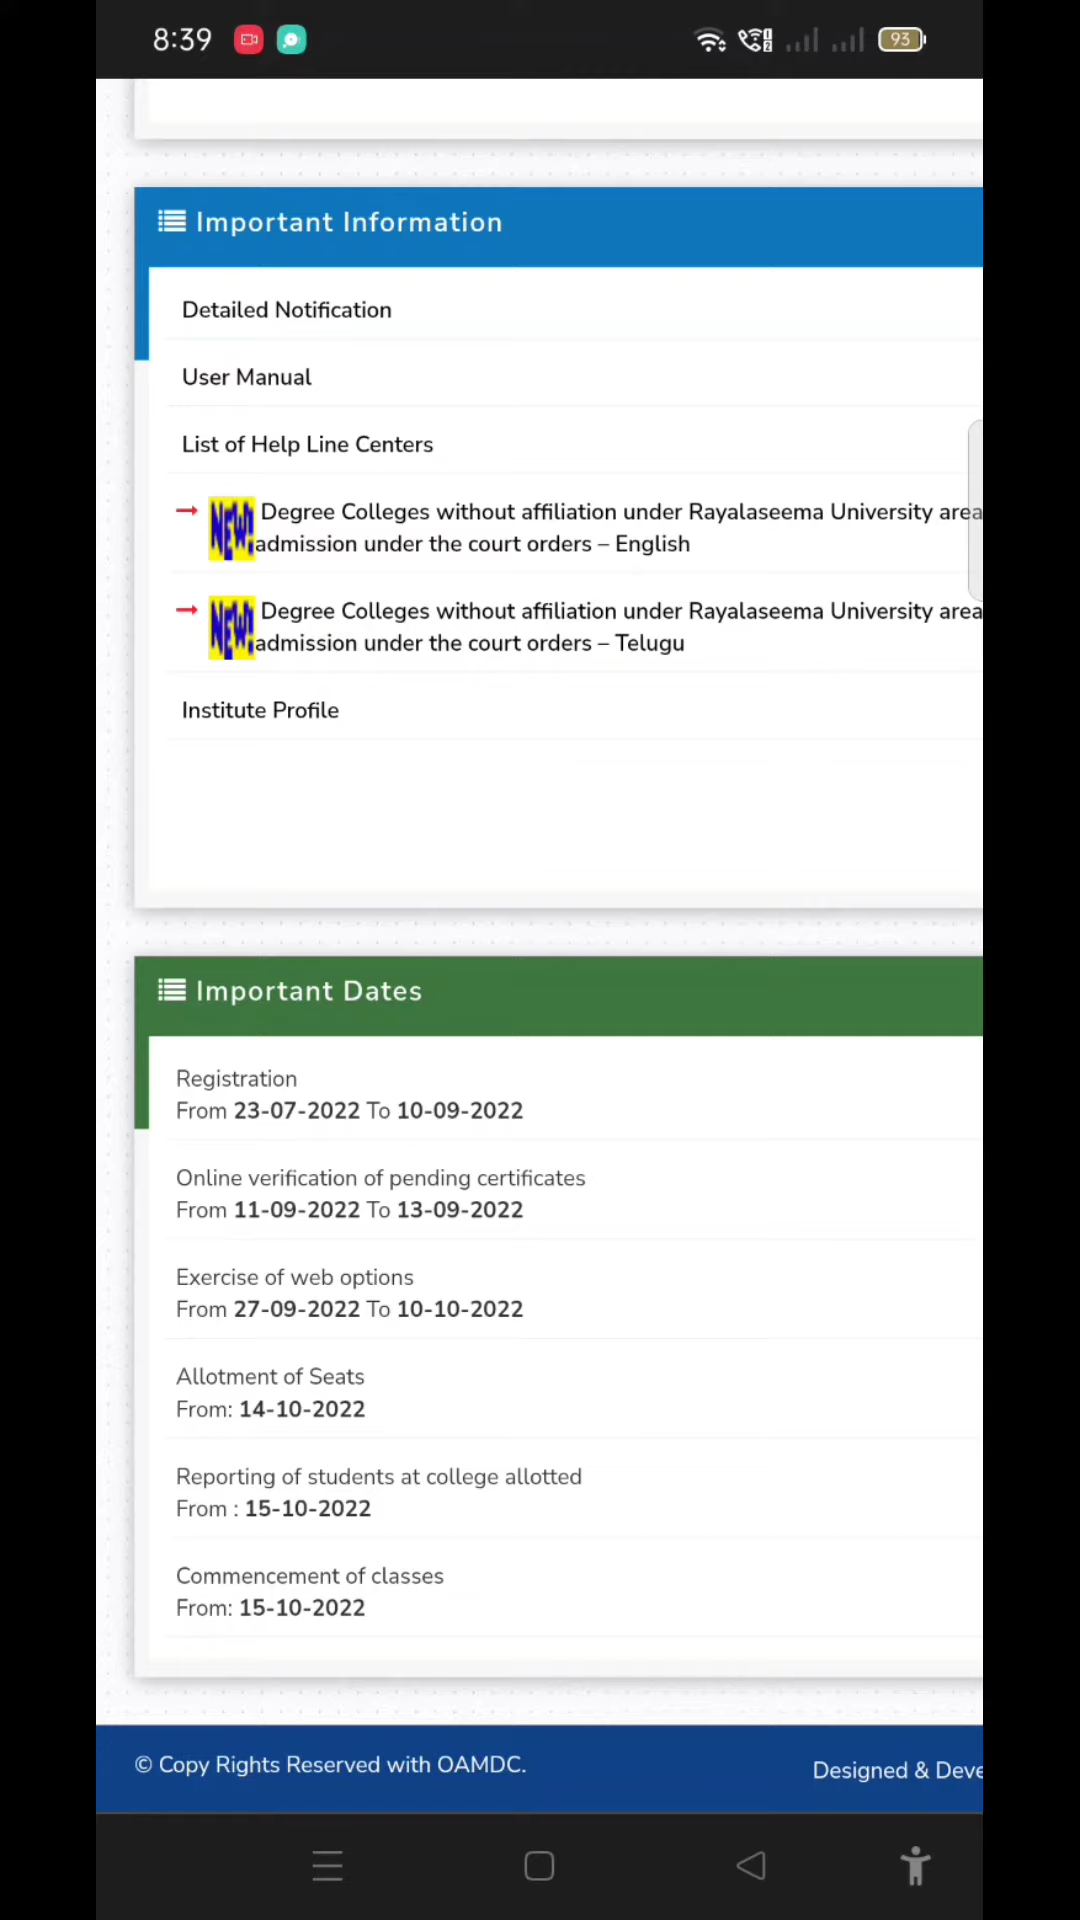 8:39
93
Important Information
Detailed Notification
User Manual
List of Help Line Centers
NEW! Degree Colleges without affiliation under Rayalaseema University area
admission under the court orders – English
NEW! Degree Colleges without affiliation under Rayalaseema University area
admission under the court orders – Telugu
Institute Profile
Important Dates
Registration
From 23-07-2022 To 10-09-2022
Online verification of pending certificates
From 11-09-2022 To 13-09-2022
Exercise of web options
From 27-09-2022 To 10-10-2022
Allotment of Seats
From: 14-10-2022
Reporting of students at college allotted
From : 15-10-2022
Commencement of classes
From: 15-10-2022
© Copy Rights Reserved with OAMDC.
Designed & Deve